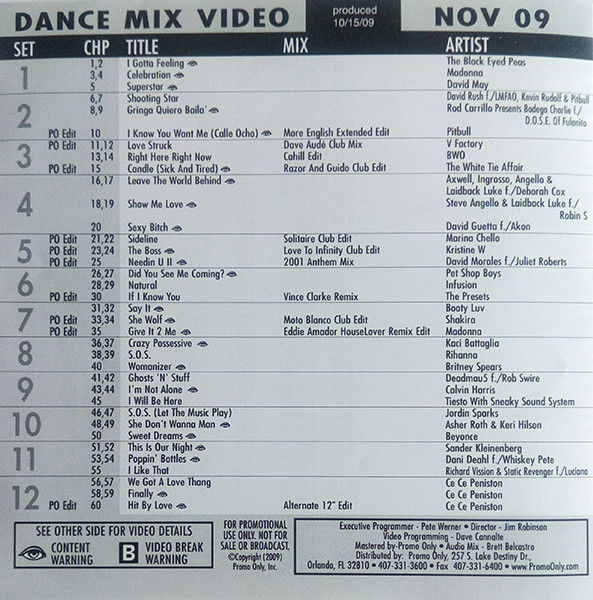 DANCE MIX VIDEO produced 10/15/09 NOV 09
SET CHP TITLE MIX ARTIST
1 1,2 I Gotta Feeling The Black Eyed Peas
3,4 Celebration Madonna
5 Superstar David May
2 6,7 Shooting Star David Rush f./LMFAO, Kevin Rudolf & Pitbull
8,9 Gringa Quiero Baila' Rod Carrillo Presents Bodega Charlie f./
D.O.S.E. Of Fulanito
PO Edit 10 I Know You Want Me (Calle Ocho) More English Extended Edit Pitbull
3 PO Edit 11,12 Love Struck Dave Audé Club Mix V Factory
13,14 Right Here Right Now Cahill Edit BWO
PO Edit 15 Candle (Sick And Tired) Razor And Guido Club Edit The White Tie Affair
4 16,17 Leave The World Behind Axwell, Ingrosso, Angello &
Laidback Luke f./Deborah Cox
18,19 Show Me Love Steve Angello & Laidback Luke f./
Robin S
20 Sexy Bitch David Guetta f./Akon
5 PO Edit 21,22 Sideline Solitaire Club Edit Marina Chello
PO Edit 23,24 The Boss Love To Infinity Club Edit Kristine W
PO Edit 25 Needin U II 2001 Anthem Mix David Morales f./Juliet Roberts
6 26,27 Did You See Me Coming? Pet Shop Boys
28,29 Natural Infusion
PO Edit 30 If I Know You Vince Clarke Remix The Presets
7 31,32 Say It Booty Luv
PO Edit 33,34 She Wolf Moto Blanco Club Edit Shakira
PO Edit 35 Give It 2 Me Eddie Amador HouseLover Remix Edit Madonna
8 36,37 Crazy Possessive Kaci Battaglia
38,39 S.O.S. Rihanna
40 Womanizer Britney Spears
9 41,42 Ghosts 'N' Stuff Deadmau5 f./Rob Swire
43,44 I'm Not Alone Calvin Harris
45 I Will Be Here Tiesto With Sneaky Sound System
10 46,47 S.O.S. (Let The Music Play) Jordin Sparks
48,49 She Don't Wanna Man Asher Roth & Keri Hilson
50 Sweet Dreams Beyonce
11 51,52 This Is Our Night Sander Kleinenberg
53,54 Poppin' Bottles Dani Deahl f./Whiskey Pete
55 I Like That Richard Vission & Static Revenger f./Luciana
12 56,57 We Got A Love Thang Ce Ce Peniston
58,59 Finally Ce Ce Peniston
PO Edit 60 Hit By Love Alternate 12" Edit Ce Ce Peniston
SEE OTHER SIDE FOR VIDEO DETAILS
CONTENT WARNING
B VIDEO BREAK WARNING
FOR PROMOTIONAL
USE ONLY. NOT FOR
SALE OR BROADCAST.
©Copyright (2009)
Promo Only, Inc.
Executive Programmer - Pete Werner • Director - Jim Robinson
Video Programming - Dave Cannalte
Mastered by-Promo Only • Audio Mix - Brett Belcastro
Distributed by: Promo Only, 257 S. Lake Destiny Dr.,
Orlando, FL 32810 • 407-331-3600 • Fax 407-331-6400 • www.PromoOnly.com